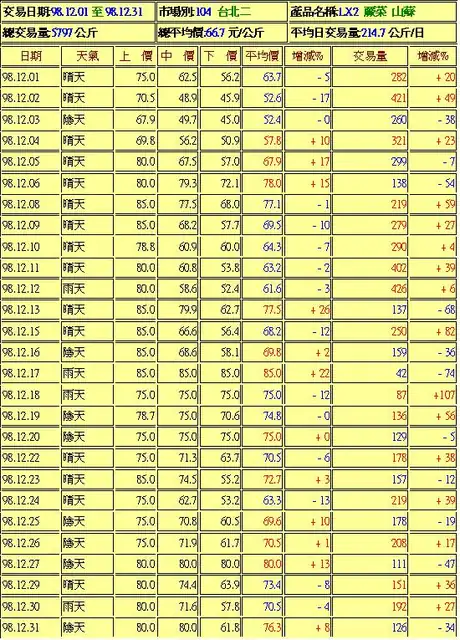 交易日期:98.12.01 至 98.12.31 市場別:104 台北二 產品名稱:LX2 蕨菜 山蘇
總交易量:5797 公斤 總平均價:66.7 元/公斤 平均日交易量:214.7 公斤/日
日期 天氣 上 價 中 價 下 價 平均價 增減% 交易量 增減%
98.12.01 晴天 75.0 62.5 56.2 63.7 - 5 282 + 20
98.12.02 晴天 70.5 48.9 45.9 52.6 - 17 421 + 49
98.12.03 陰天 67.9 49.7 45.0 52.4 - 0 260 - 38
98.12.04 晴天 69.8 56.2 50.9 57.8 + 10 321 + 23
98.12.05 晴天 80.0 67.5 57.0 67.9 + 17 299 - 7
98.12.06 晴天 80.0 79.3 72.1 78.0 + 15 138 - 54
98.12.08 晴天 85.0 77.5 68.0 77.1 - 1 219 + 59
98.12.09 晴天 85.0 68.2 57.7 69.5 - 10 279 + 27
98.12.10 晴天 78.8 60.9 60.0 64.3 - 7 290 + 4
98.12.11 晴天 80.0 60.8 53.8 63.2 - 2 402 + 39
98.12.12 雨天 80.0 58.6 52.4 61.6 - 3 426 + 6
98.12.13 晴天 85.0 79.9 62.7 77.5 + 26 137 - 68
98.12.15 晴天 85.0 66.6 56.4 68.2 - 12 250 + 82
98.12.16 陰天 85.0 68.6 58.1 69.8 + 2 159 - 36
98.12.17 雨天 85.0 85.0 85.0 85.0 + 22 42 - 74
98.12.18 雨天 75.0 75.0 75.0 75.0 - 12 87 +107
98.12.19 陰天 78.7 75.0 70.6 74.8 - 0 136 + 56
98.12.20 陰天 75.0 75.0 75.0 75.0 + 0 129 - 5
98.12.22 晴天 75.0 71.3 63.7 70.5 - 6 178 + 38
98.12.23 晴天 85.0 74.5 55.2 72.7 + 3 157 - 12
98.12.24 陰天 75.0 62.7 53.2 63.3 - 13 219 + 39
98.12.25 陰天 75.0 70.8 60.5 69.6 + 10 178 - 19
98.12.26 陰天 75.0 71.9 61.7 70.5 + 1 208 + 17
98.12.27 陰天 80.0 80.0 80.0 80.0 + 13 111 - 47
98.12.29 晴天 80.0 74.4 63.9 73.4 - 8 151 + 36
98.12.30 雨天 80.0 71.6 57.8 70.5 - 4 192 + 27
98.12.31 陰天 80.0 80.0 61.8 76.3 + 8 126 - 34